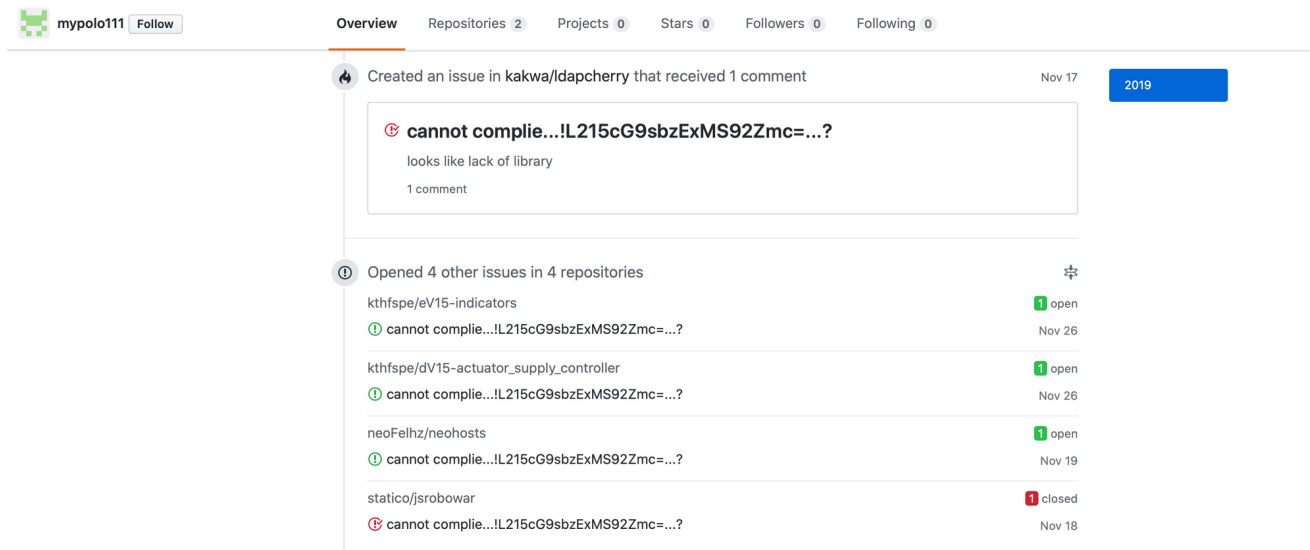 mypolo111 Follow Overview Repositories 2 Projects 0 Stars 0 Followers 0 Following 0
Created an issue in kakwa/ldapcherry that received 1 comment Nov 17
2019
cannot complie...!L215cG9sbzExMS92Zmc=...?
looks like lack of library
1 comment
Opened 4 other issues in 4 repositories
kthfspe/eV15-indicators 1 open
cannot complie...!L215cG9sbzExMS92Zmc=...? Nov 26
kthfspe/dV15-actuator_supply_controller 1 open
cannot complie...!L215cG9sbzExMS92Zmc=...? Nov 26
neoFelhz/neohosts 1 open
cannot complie...!L215cG9sbzExMS92Zmc=...? Nov 19
statico/jsrobowar 1 closed
cannot complie...!L215cG9sbzExMS92Zmc=...? Nov 18